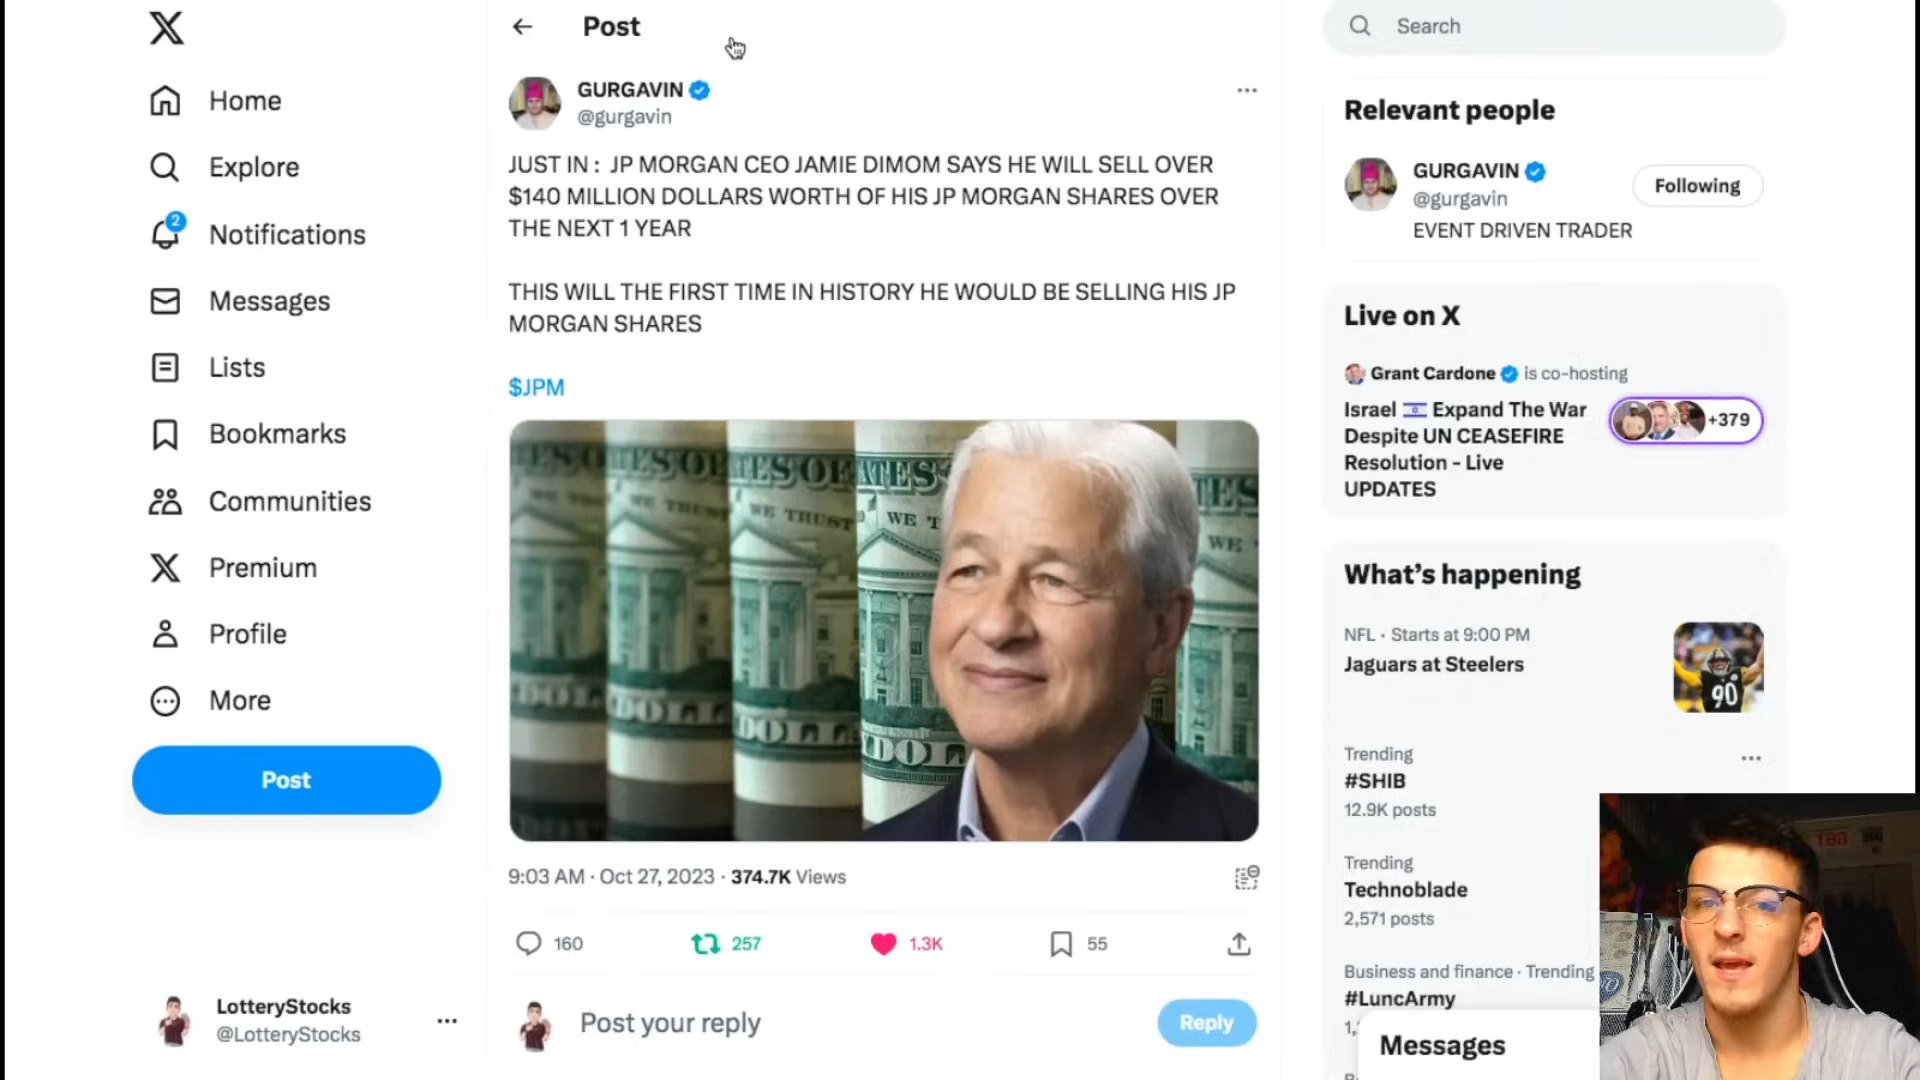 Home
Explore
2
Notifications
Messages
Lists
Bookmarks
Communities
Premium
Profile
More
Post
LotteryStocks
@LotteryStocks
Post
GURGAVIN
@gurgavin
JUST IN : JP MORGAN CEO JAMIE DIMOM SAYS HE WILL SELL OVER
$140 MILLION DOLLARS WORTH OF HIS JP MORGAN SHARES OVER
THE NEXT 1 YEAR
THIS WILL THE FIRST TIME IN HISTORY HE WOULD BE SELLING HIS JP
MORGAN SHARES
$JPM
9:03 AM · Oct 27, 2023 · 374.7K Views
160
257
1.3K
55
Post your reply
Reply
Search
Relevant people
GURGAVIN
@gurgavin
Following
EVENT DRIVEN TRADER
Live on X
Grant Cardone is co-hosting
Israel 🇮🇱 Expand The War
Despite UN CEASEFIRE
Resolution - Live
UPDATES
+379
What's happening
NFL · Starts at 9:00 PM
Jaguars at Steelers
90
Trending
#SHIB
12.9K posts
Trending
Technoblade
2,571 posts
Business and finance · Trending
#LuncArmy
Messages